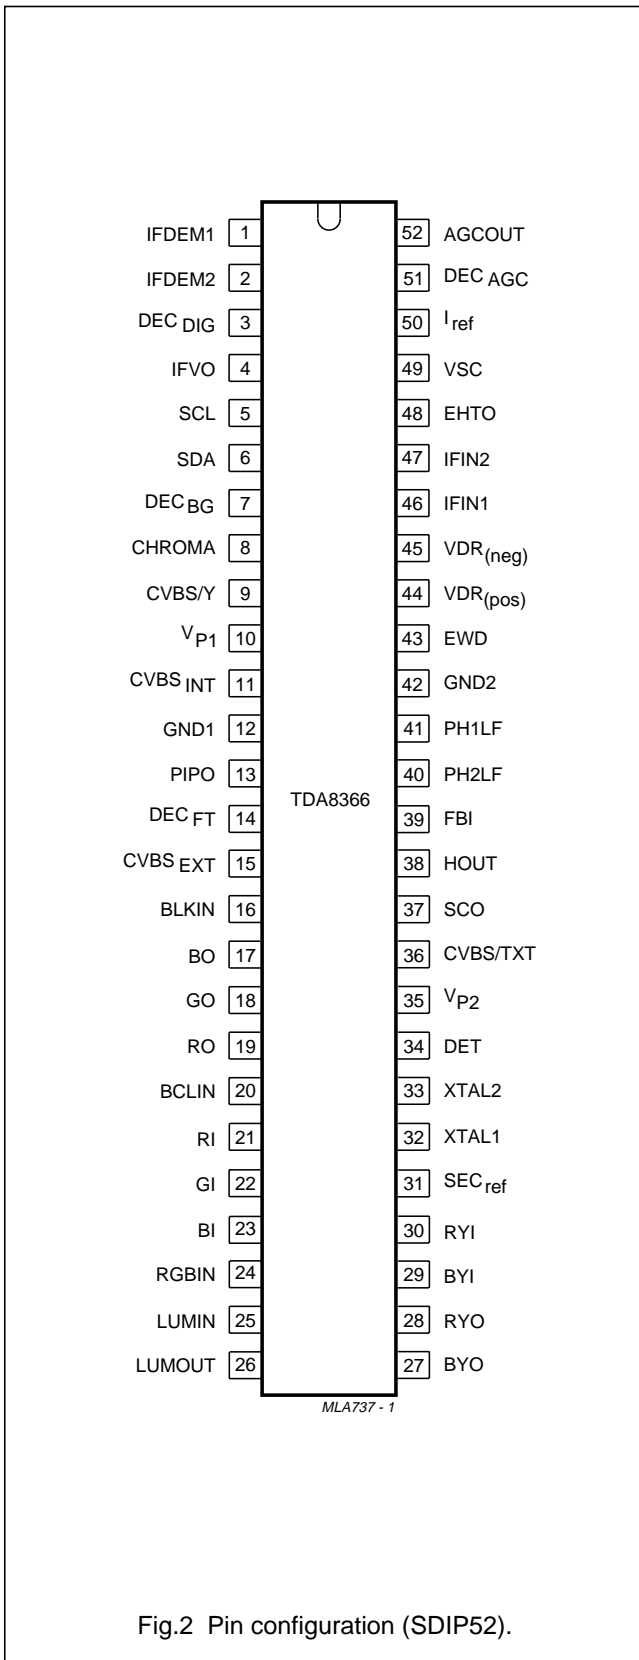 IFDEM1 1 52 AGCOUT
IFDEM2 2 51 DEC AGC
DEC DIG 3 50 I ref
IFVO 4 49 VSC
SCL 5 48 EHTO
SDA 6 47 IFIN2
DEC BG 7 46 IFIN1
CHROMA 8 45 VDR (neg)
CVBS/Y 9 44 VDR (pos)
V P1 10 43 EWD
CVBS INT 11 42 GND2
GND1 12 41 PH1LF
PIPO 13 40 PH2LF
TDA8366
DEC FT 14 39 FBI
CVBS EXT 15 38 HOUT
BLKIN 16 37 SCO
BO 17 36 CVBS/TXT
GO 18 35 V P2
RO 19 34 DET
BCLIN 20 33 XTAL2
RI 21 32 XTAL1
GI 22 31 SEC ref
BI 23 30 RYI
RGBIN 24 29 BYI
LUMIN 25 28 RYO
LUMOUT 26 27 BYO
MLA737 - 1
Fig.2 Pin configuration (SDIP52).